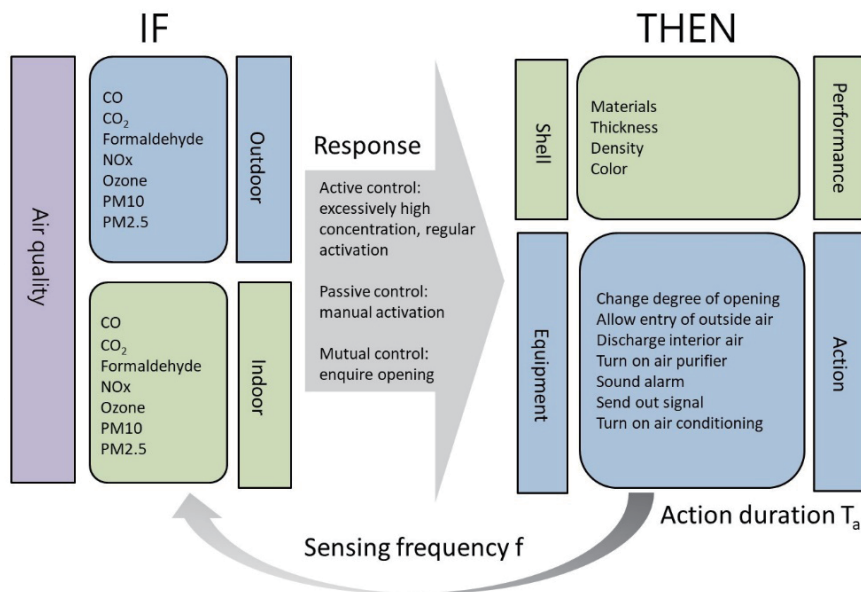 IF
THEN
Air quality
CO
CO₂
Formaldehyde
NOx
Ozone
PM10
PM2.5
Outdoor
CO
CO₂
Formaldehyde
NOx
Ozone
PM10
PM2.5
Indoor
Response
Active control:
excessively high
concentration, regular
activation
Passive control:
manual activation
Mutual control:
enquire opening
Shell
Materials
Thickness
Density
Color
Performance
Equipment
Change degree of opening
Allow entry of outside air
Discharge interior air
Turn on air purifier
Sound alarm
Send out signal
Turn on air conditioning
Action
Action duration Tₐ
Sensing frequency f